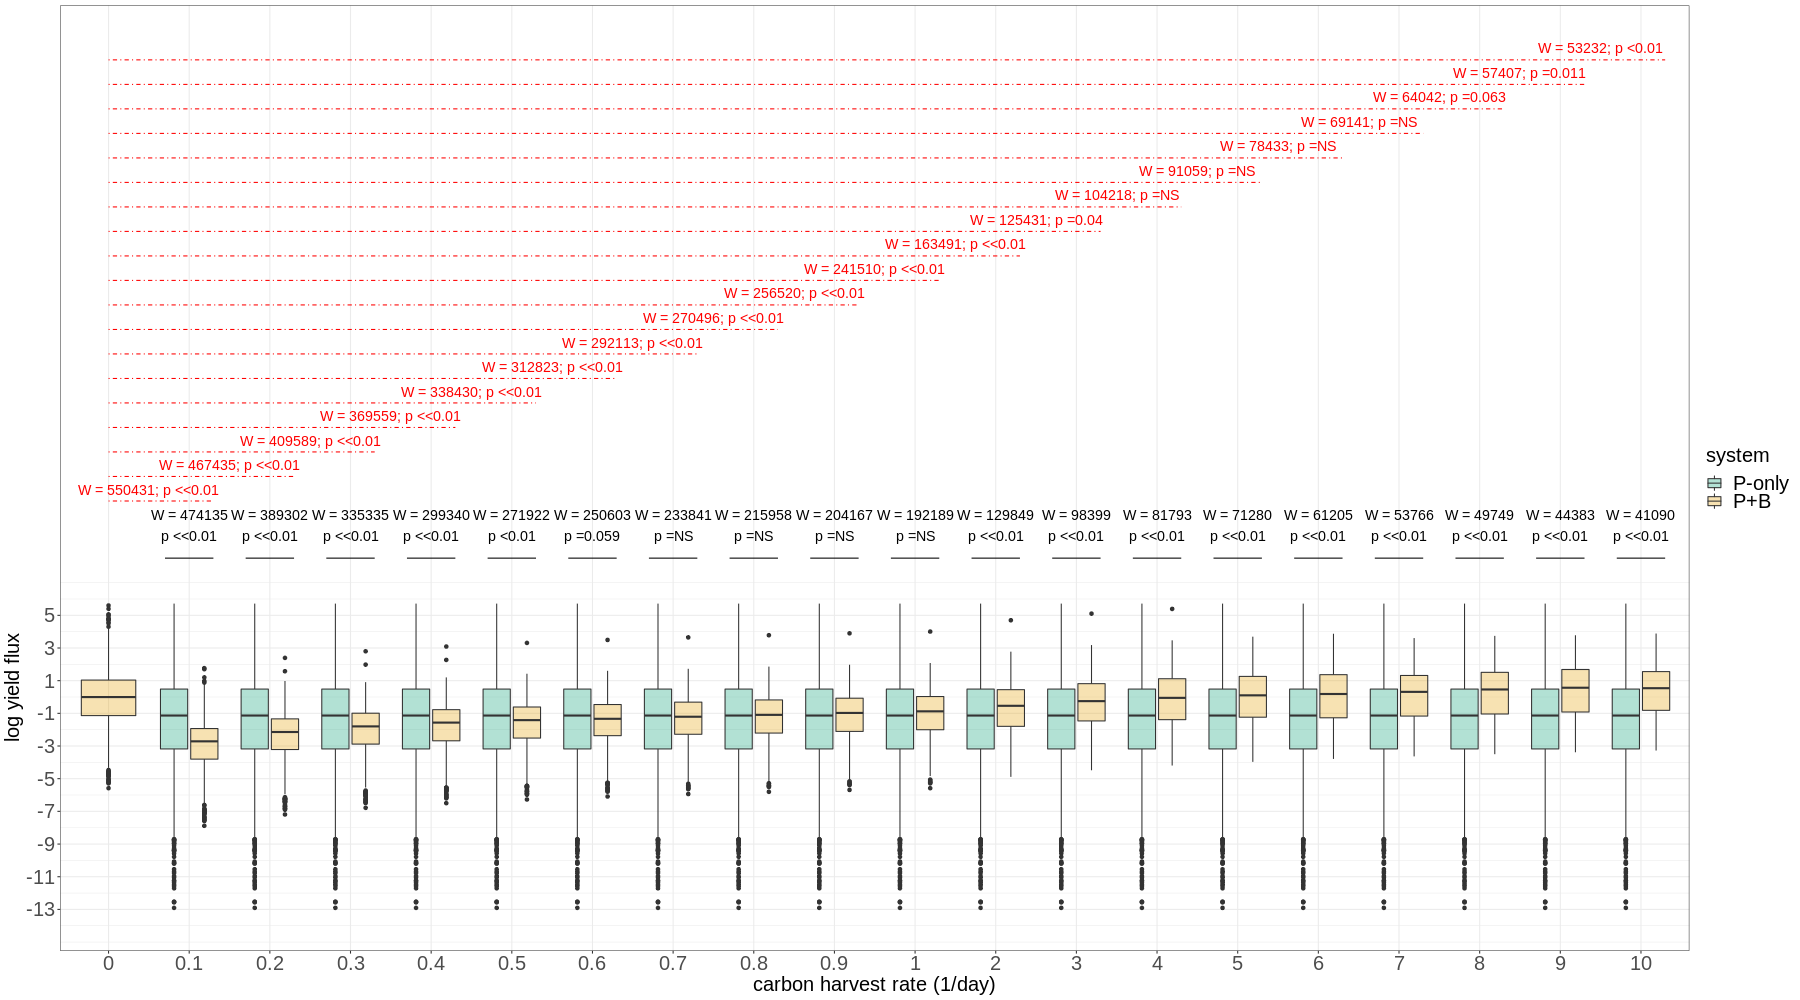 W = 53232; p <0.01
W = 57407; p =0.011
W = 64042; p =0.063
W = 69141; p =NS
W = 78433; p =NS
W = 91059; p =NS
W = 104218; p =NS
W = 125431; p =0.04
W = 163491; p <<0.01
W = 241510; p <<0.01
W = 256520; p <<0.01
W = 270496; p <<0.01
W = 292113; p <<0.01
W = 312823; p <<0.01
W = 338430; p <<0.01
W = 369559; p <<0.01
W = 409589; p <<0.01
W = 467435; p <<0.01
W = 550431; p <<0.01
W = 474135 W = 389302 W = 335335 W = 299340 W = 271922 W = 250603 W = 233841 W = 215958 W = 204167 W = 192189 W = 129849 W = 98399 W = 81793 W = 71280 W = 61205 W = 53766 W = 49749 W = 44383 W = 41090
p <<0.01 p <<0.01 p <<0.01 p <<0.01 p <0.01 p =0.059 p =NS p =NS p =NS p =NS p <<0.01 p <<0.01 p <<0.01 p <<0.01 p <<0.01 p <<0.01 p <<0.01 p <<0.01 p <<0.01
log yield flux
5
3
1
-1
-3
-5
-7
-9
-11
-13
0 0.1 0.2 0.3 0.4 0.5 0.6 0.7 0.8 0.9 1 2 3 4 5 6 7 8 9 10
carbon harvest rate (1/day)
system
P-only
P+B